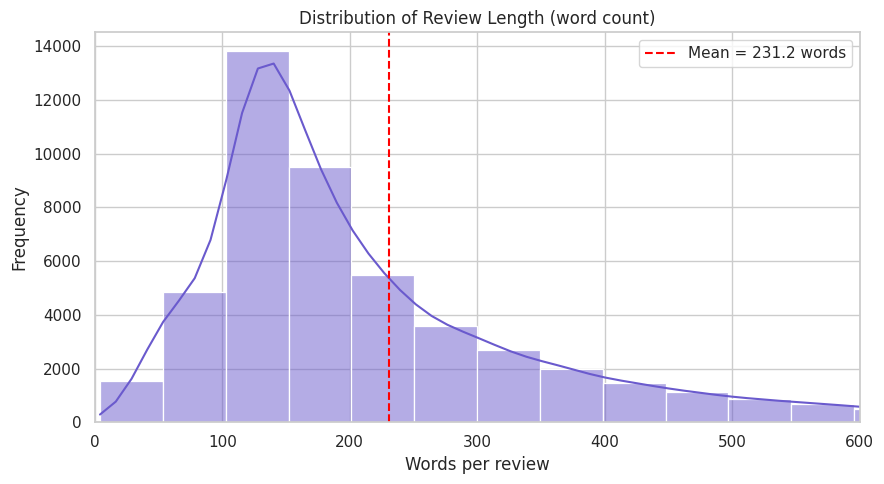 Distribution of Review Length (word count)
Mean = 231.2 words
14000
12000
10000
8000
6000
4000
2000
0
Frequency
0 100 200 300 400 500 600
Words per review